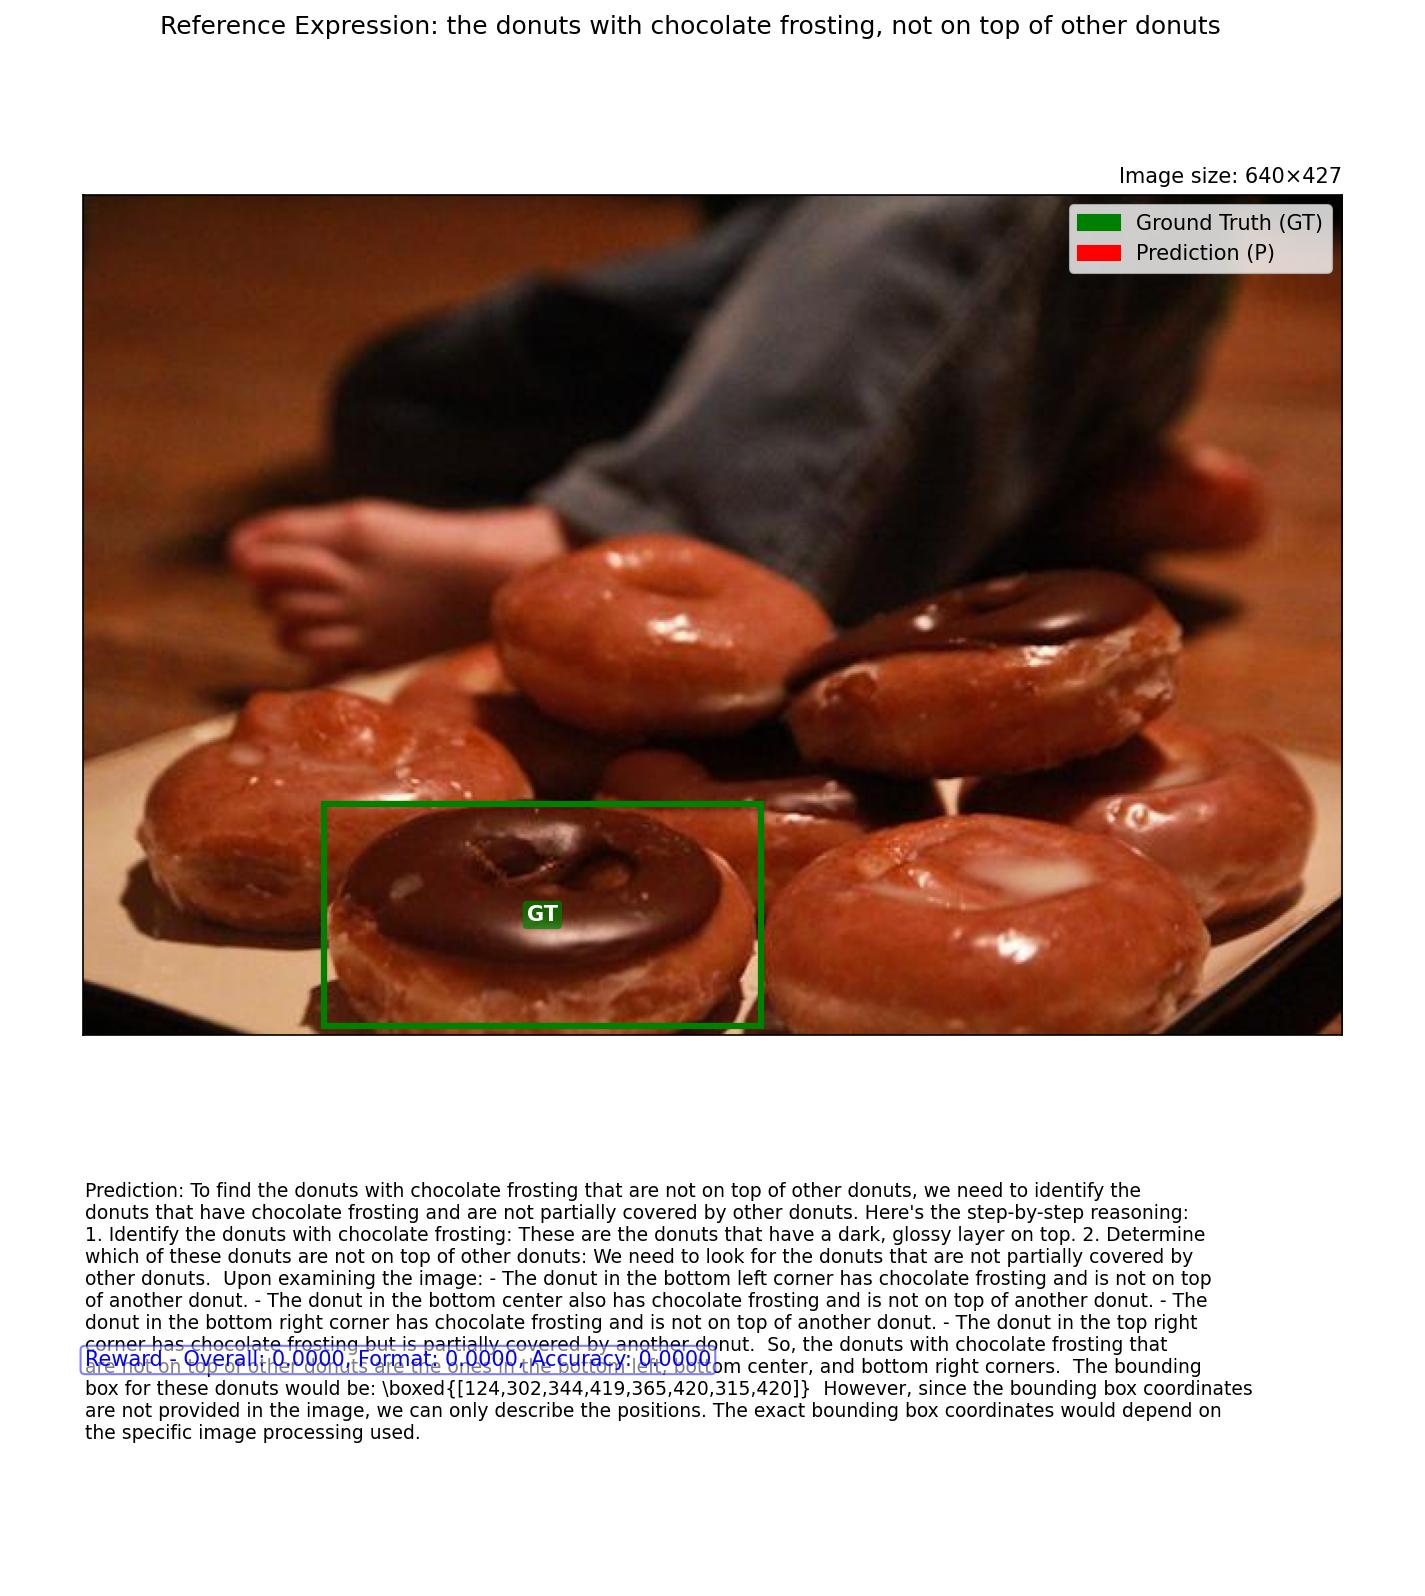 Reference Expression: the donuts with chocolate frosting, not on top of other donuts
Image size: 640×427
Ground Truth (GT)
Prediction (P)
GT
Prediction: To find the donuts with chocolate frosting that are not on top of other donuts, we need to identify the
donuts that have chocolate frosting and are not partially covered by other donuts. Here's the step-by-step reasoning:
1. Identify the donuts with chocolate frosting: These are the donuts that have a dark, glossy layer on top. 2. Determine
which of these donuts are not on top of other donuts: We need to look for the donuts that are not partially covered by
other donuts.  Upon examining the image: - The donut in the bottom left corner has chocolate frosting and is not on top
of another donut. - The donut in the bottom center also has chocolate frosting and is not on top of another donut. - The
donut in the bottom right corner has chocolate frosting and is not on top of another donut. - The donut in the top right
corner has chocolate frosting but is partially covered by another donut.  So, the donuts with chocolate frosting that
Reward - Overall: 0.0000, Format: 0.0000, Accuracy: 0.0000
are not on top of other donuts are the ones in the bottom left, bottom center, and bottom right corners.  The bounding
box for these donuts would be: \boxed{[124,302,344,419,365,420,315,420]}  However, since the bounding box coordinates
are not provided in the image, we can only describe the positions. The exact bounding box coordinates would depend on
the specific image processing used.